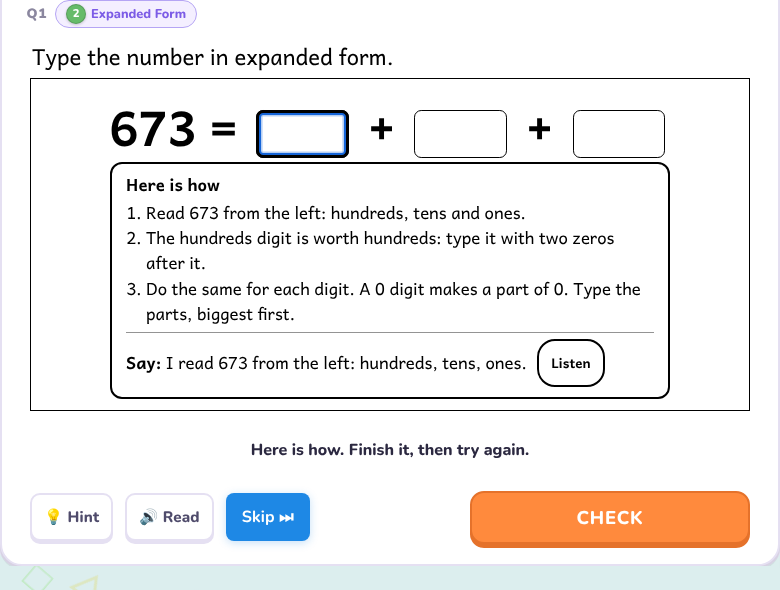 Q1 2 Expanded Form
Type the number in expanded form.
673 = + +
Here is how
1. Read 673 from the left: hundreds, tens and ones.
2. The hundreds digit is worth hundreds: type it with two zeros
after it.
3. Do the same for each digit. A 0 digit makes a part of 0. Type the
parts, biggest first.
Say: I read 673 from the left: hundreds, tens, ones. Listen
Here is how. Finish it, then try again.
💡 Hint 🔊 Read Skip ⏭ CHECK